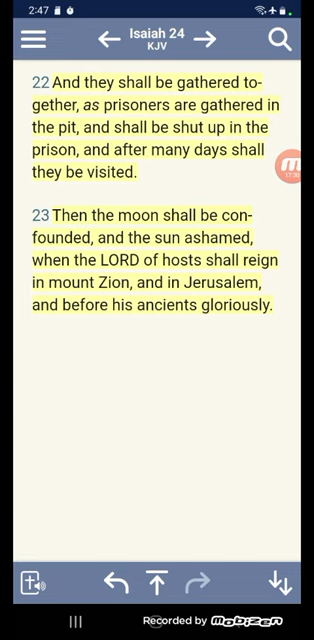 2:47
Isaiah 24
KJV
22 And they shall be gathered to-
gether, as prisoners are gathered in
the pit, and shall be shut up in the
prison, and after many days shall
they be visited.
17:39
23 Then the moon shall be con-
founded, and the sun ashamed,
when the LORD of hosts shall reign
in mount Zion, and in Jerusalem,
and before his ancients gloriously.
Recorded by mobizen